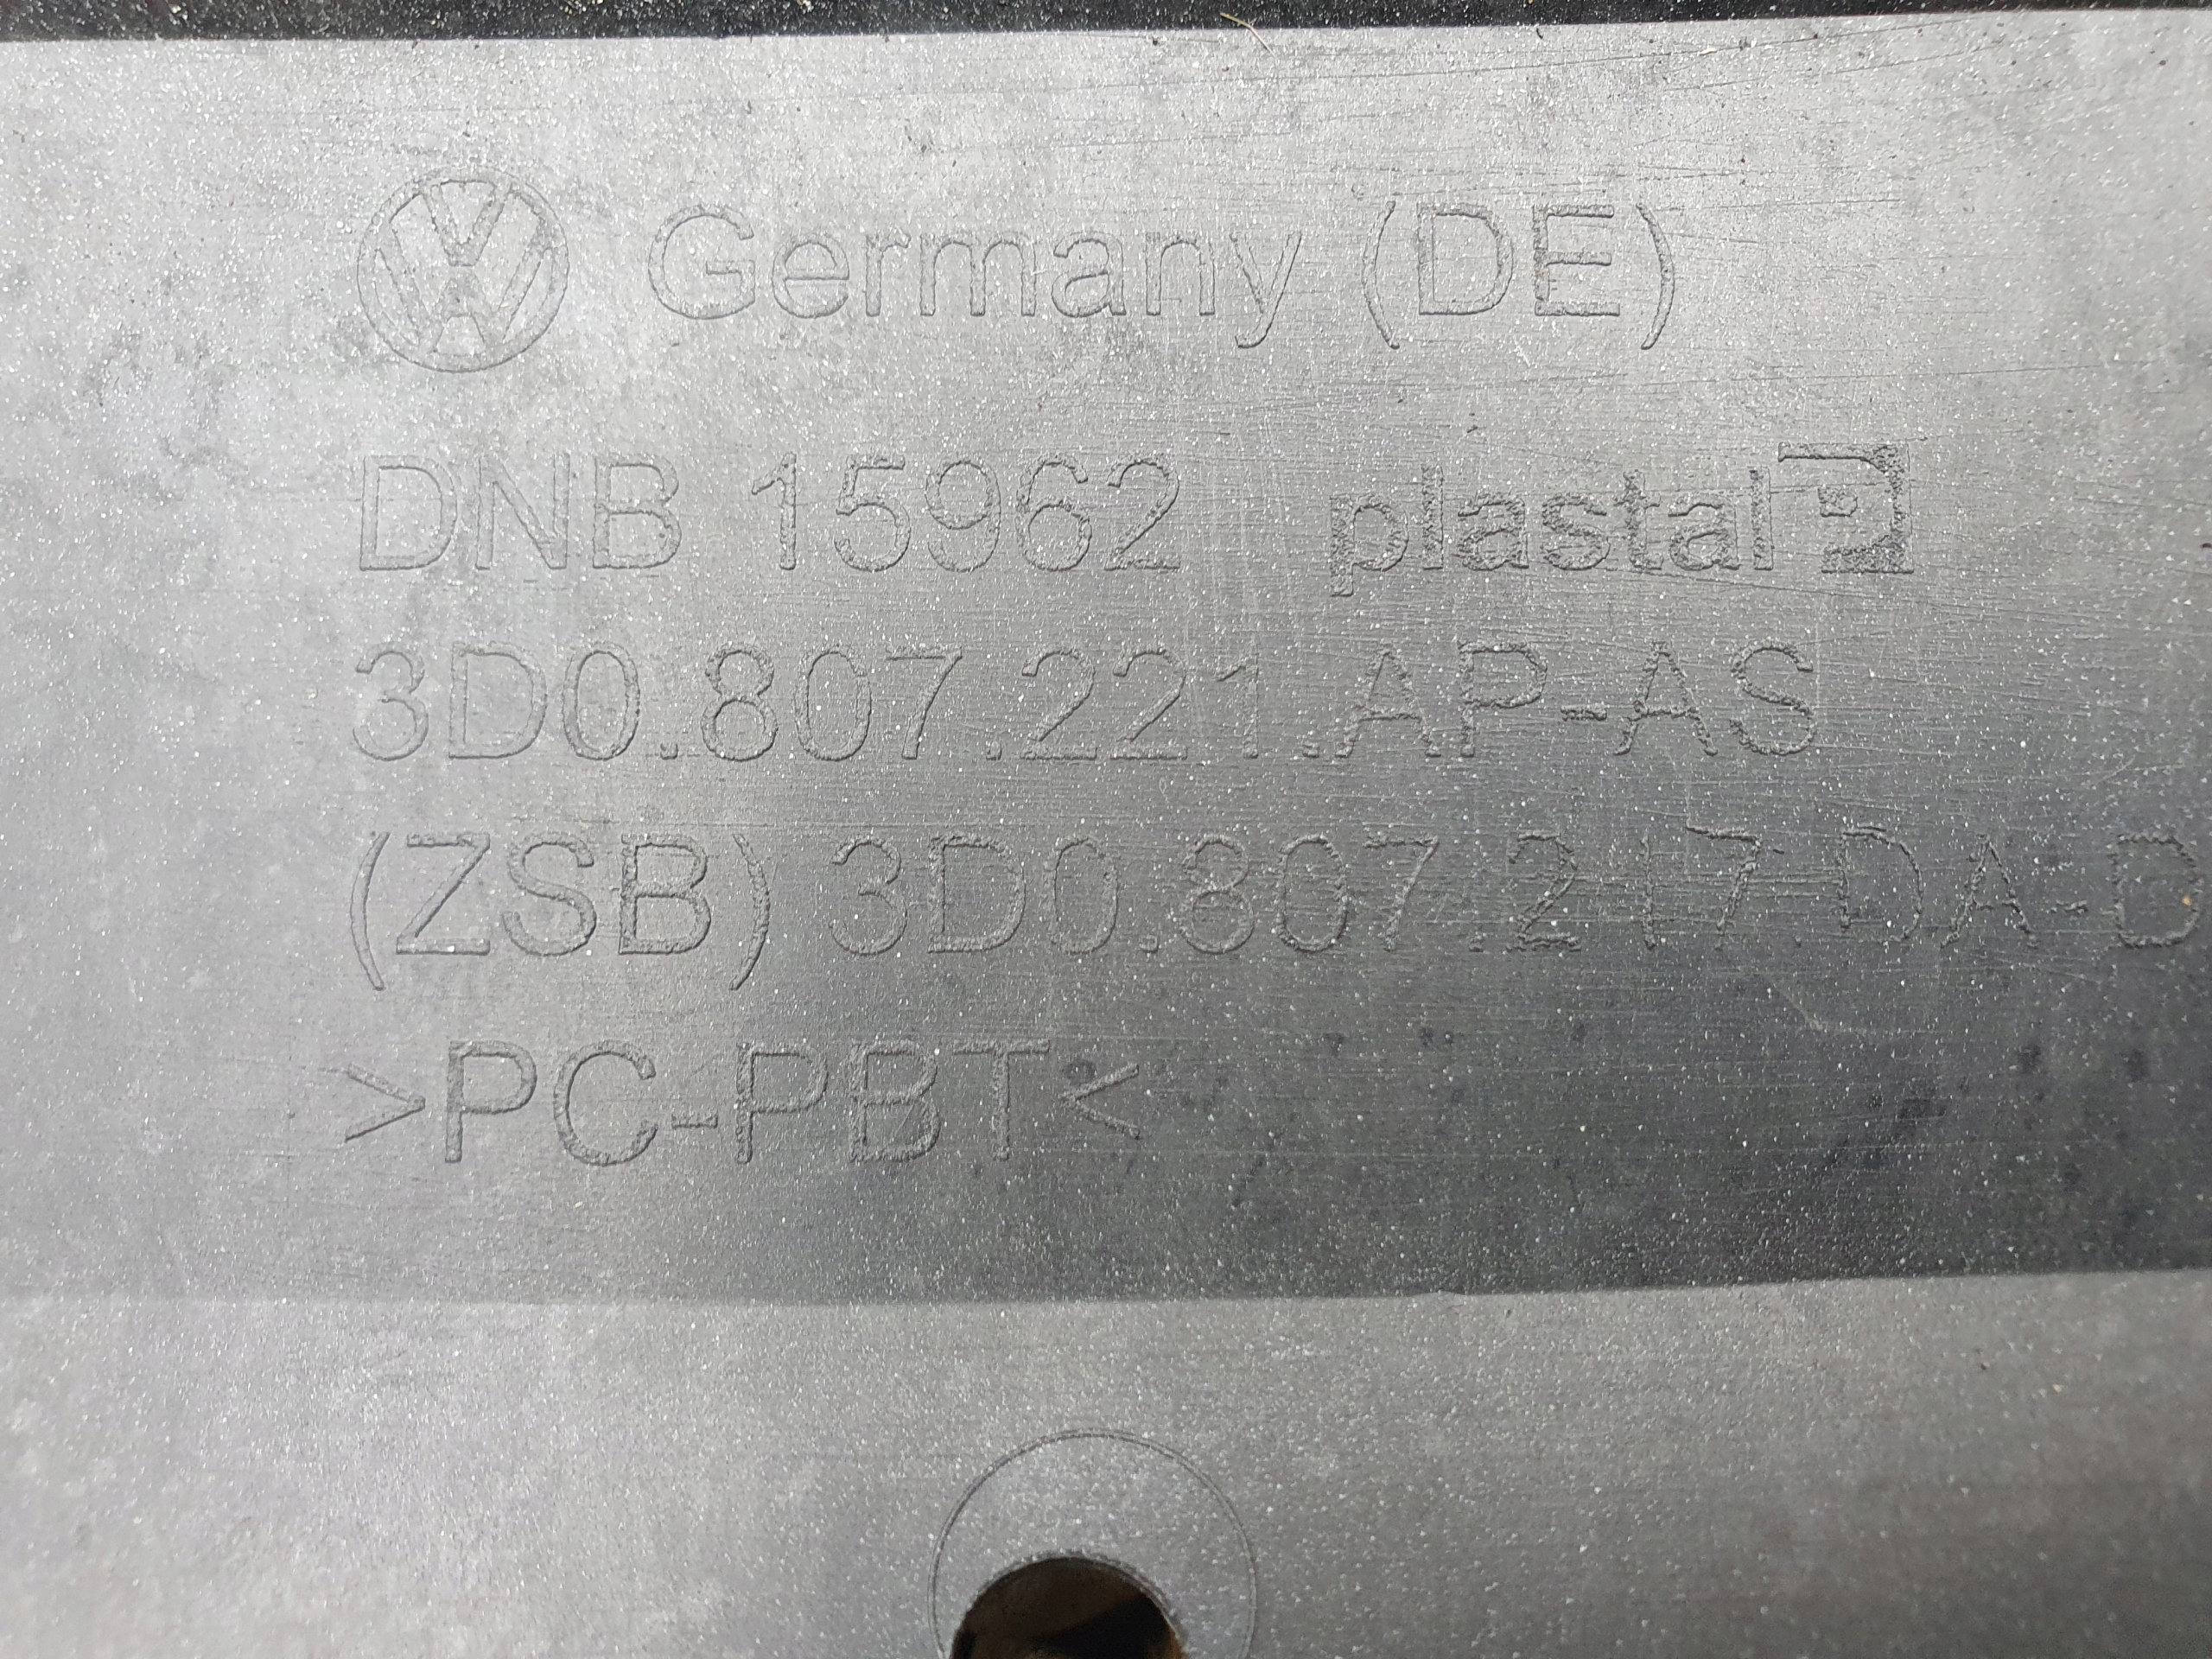 Germany (DE)
DNB 15962 plastal
3D0.807.221.AP-AS
(ZSB) 3D0.807.217.DA-D
>PC-PBT<